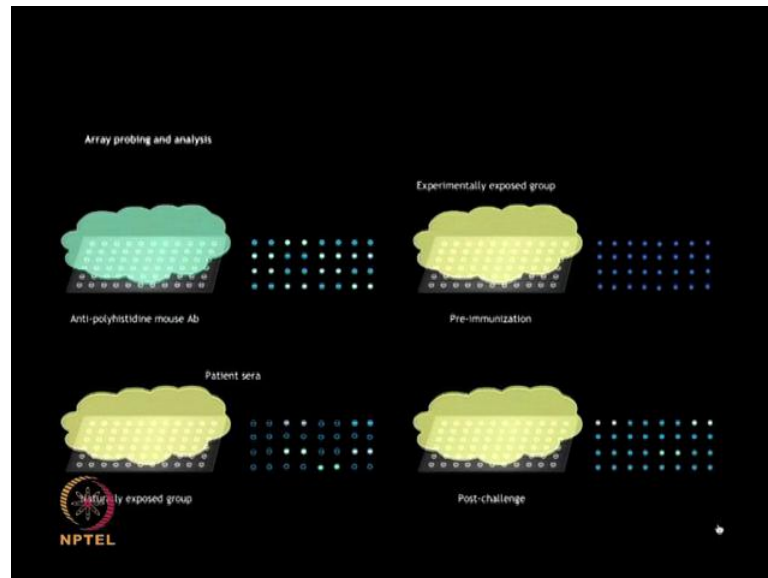 Array probing and analysis
Experimentally exposed group
Anti-polyhistidine mouse Ab
Pre-immunization
Patient sera
Naturally exposed group
Post-challenge
NPTEL